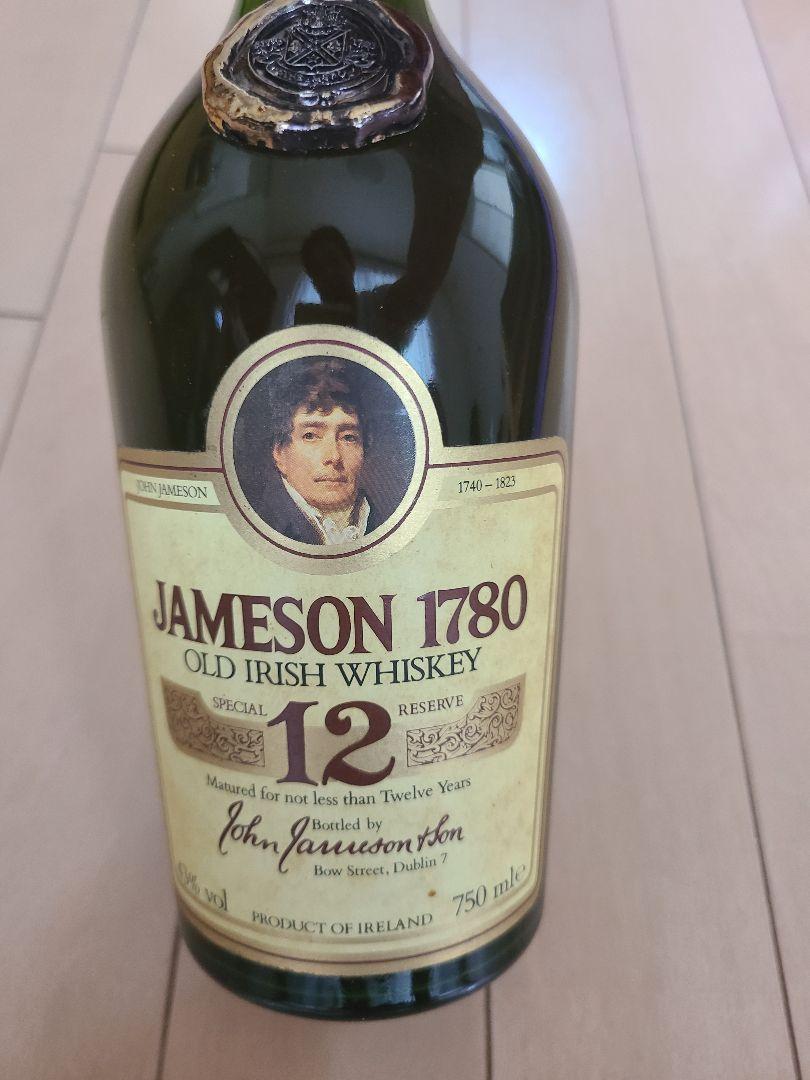 JOHN JAMESON
1740 – 1823
JAMESON 1780
OLD IRISH WHISKEY
SPECIAL 12 RESERVE
Matured for not less than Twelve Years
Bottled by
John Jameson & Son
Bow Street, Dublin 7
% vol
PRODUCT OF IRELAND
750 ml e